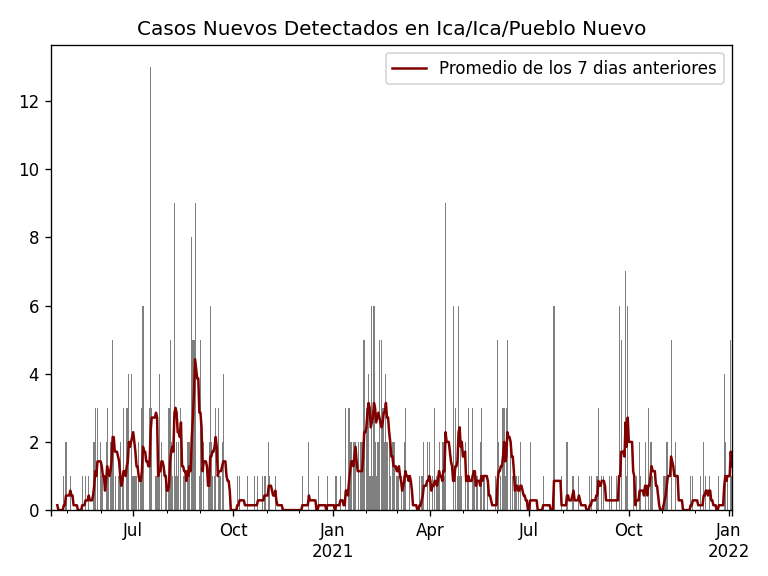 Casos Nuevos Detectados en Ica/Ica/Pueblo Nuevo
Promedio de los 7 dias anteriores
12
10
8
6
4
2
0
Jul Oct Jan Apr Jul Oct Jan
2021 2022